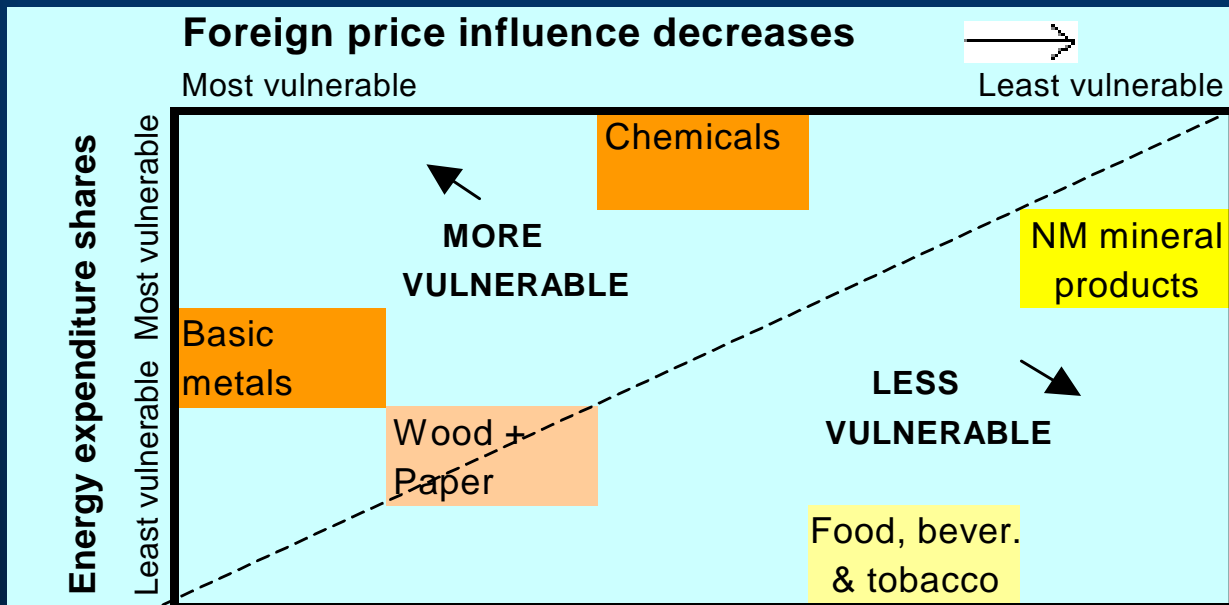 Foreign price influence decreases
Most vulnerable
Least vulnerable
Energy expenditure shares
Most vulnerable
Least vulnerable
Chemicals
MORE
VULNERABLE
NM mineral
products
Basic
metals
LESS
VULNERABLE
Wood +
Paper
Food, bever.
& tobacco